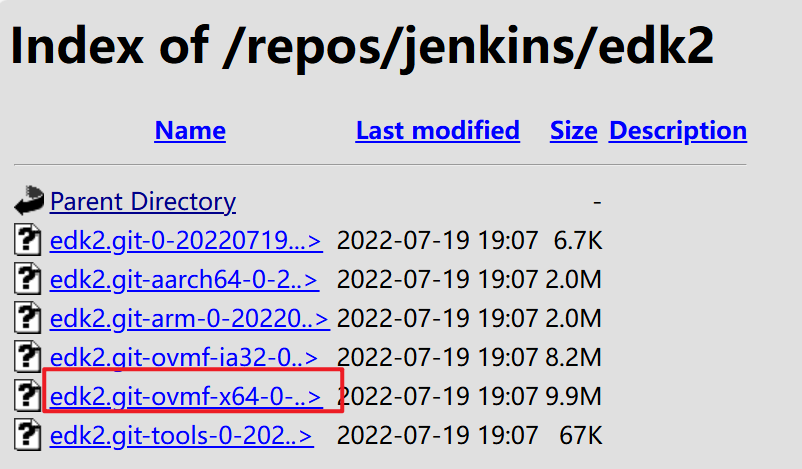 Index of /repos/jenkins/edk2
Name Last modified Size Description
Parent Directory -
edk2.git-0-20220719...> 2022-07-19 19:07 6.7K
edk2.git-aarch64-0-2..> 2022-07-19 19:07 2.0M
edk2.git-arm-0-20220..> 2022-07-19 19:07 2.0M
edk2.git-ovmf-ia32-0..> 2022-07-19 19:07 8.2M
edk2.git-ovmf-x64-0-..> 2022-07-19 19:07 9.9M
edk2.git-tools-0-202..> 2022-07-19 19:07 67K